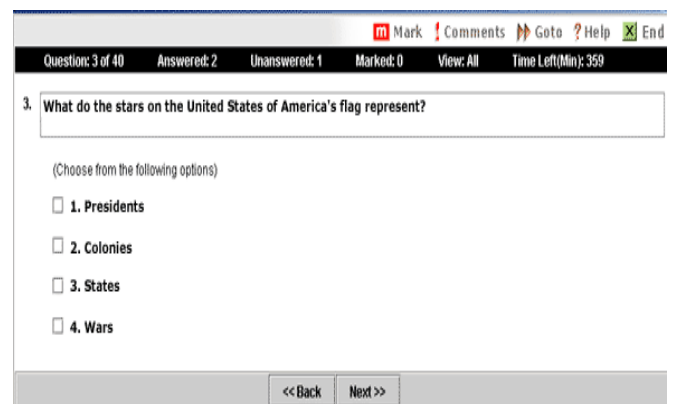 m Mark ! Comments Goto ? Help X End
Question: 3 of 40 Answered: 2 Unanswered: 1 Marked: 0 View: All Time Left(Min): 359
3. What do the stars on the United States of America's flag represent?
(Choose from the following options)
1. Presidents
2. Colonies
3. States
4. Wars
<< Back Next >>